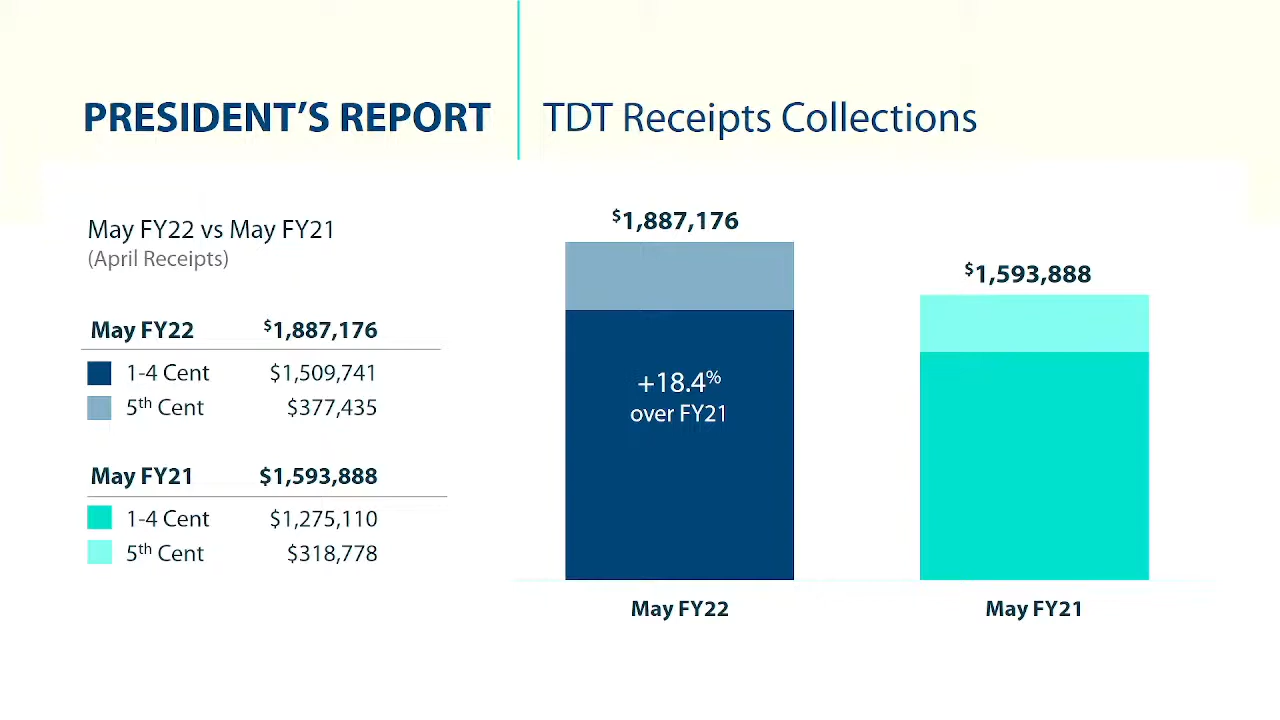 PRESIDENT'S REPORT
TDT Receipts Collections
May FY22 vs May FY21
(April Receipts)
May FY22 $1,887,176
1-4 Cent $1,509,741
5th Cent $377,435
May FY21 $1,593,888
1-4 Cent $1,275,110
5th Cent $318,778
$1,887,176
+18.4%
over FY21
May FY22
$1,593,888
May FY21